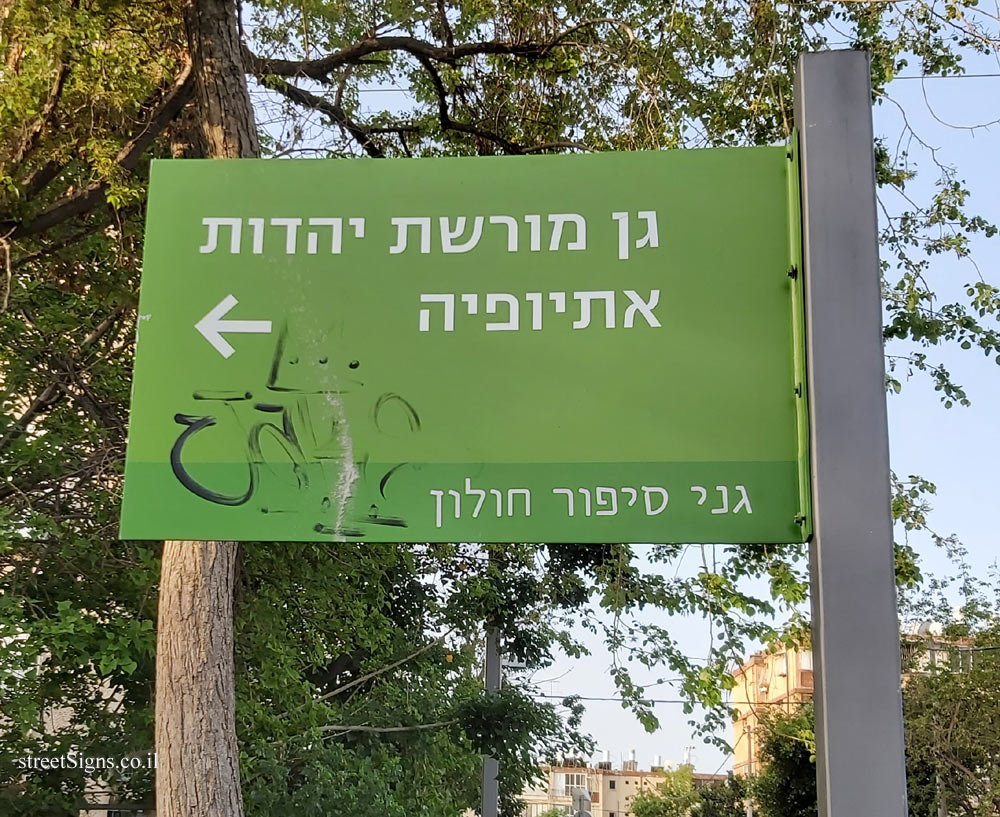 גן מורשת יהדות
אתיופיה
גני סיפור חולון
streetSigns.co.il